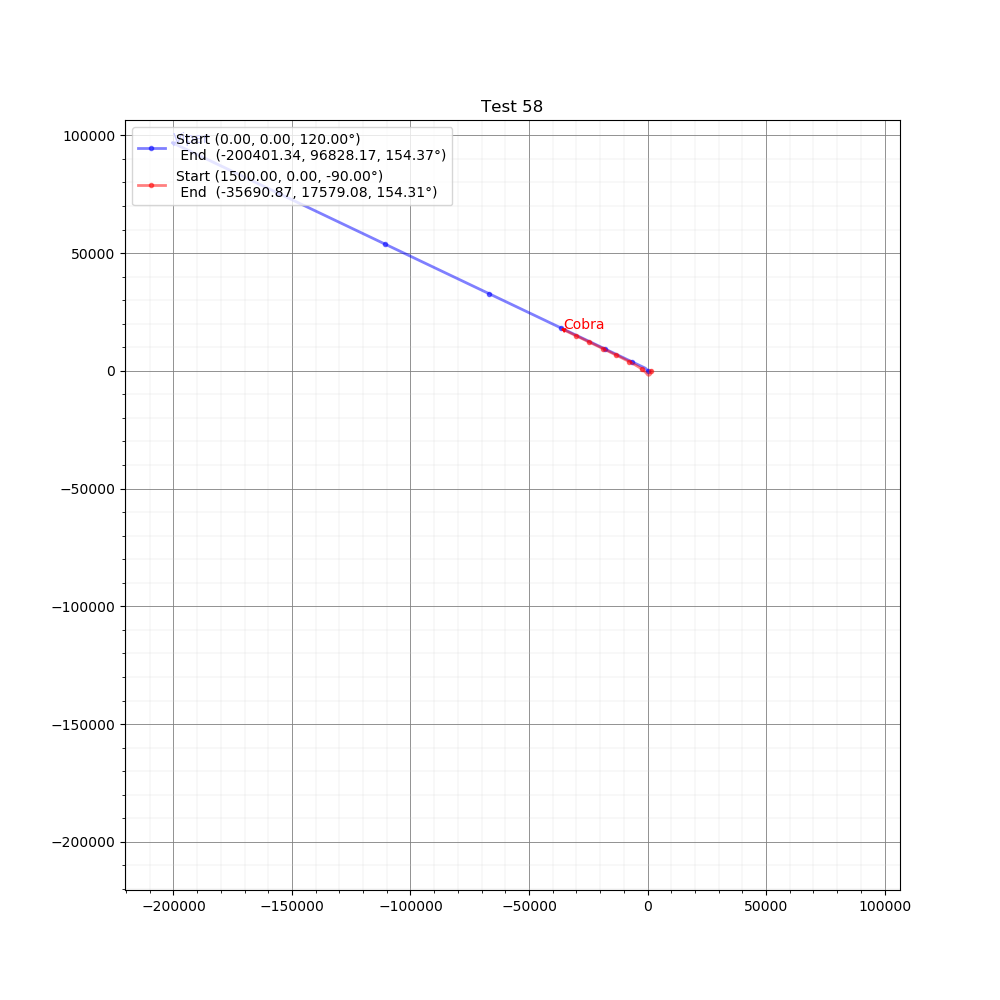 Test 58
Start (0.00, 0.00, 120.00°)
End (-200401.34, 96828.17, 154.37°)
Start (1500.00, 0.00, -90.00°)
End (-35690.87, 17579.08, 154.31°)
Cobra
100000
50000
0
−50000
−100000
−150000
−200000
−200000 −150000 −100000 −50000 0 50000 100000